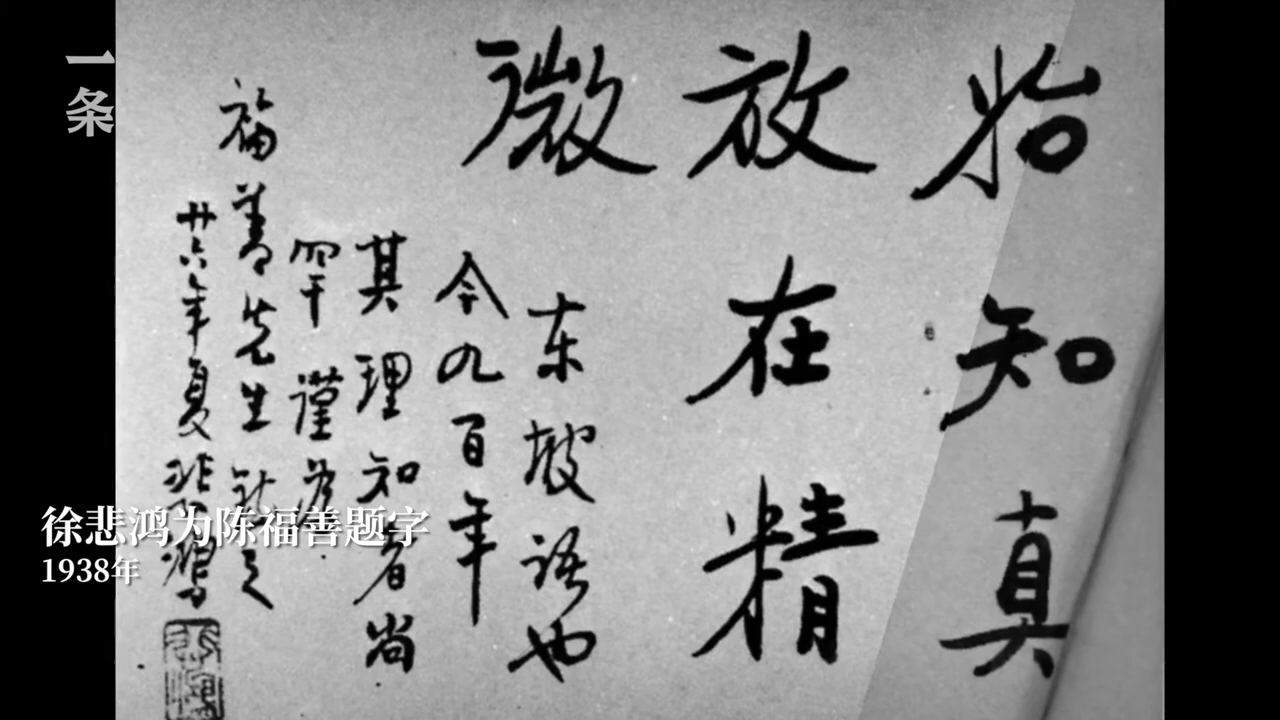 一条
始知真
放在精
微
东坡语也
今九百年
其理知者尚
罕谨为
福善先生
廿六年夏悲鸿
徐悲鸿为陈福善题字
1938年